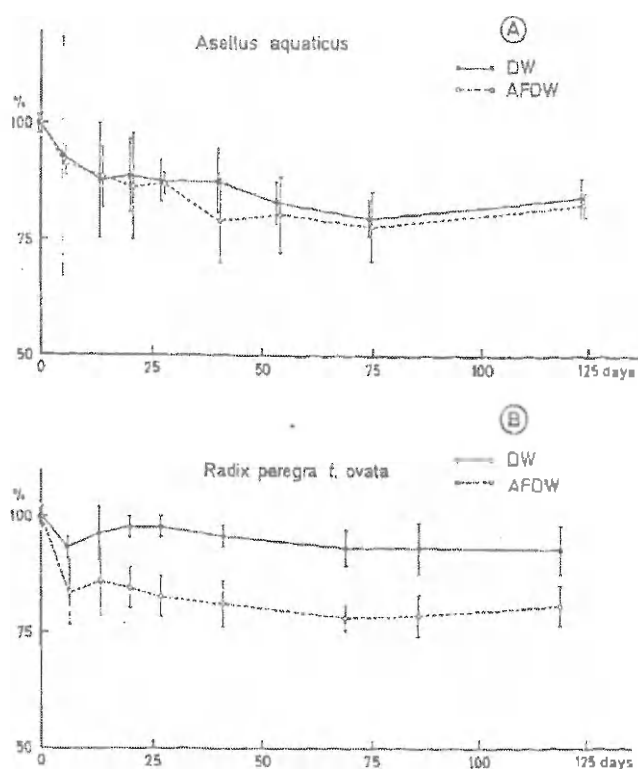 A
Asellus aquaticus
DW
AFDW
%
100
75
50
0 25 50 75 100 125 days
B
Radix peregra f. ovata
DW
AFDW
%
100
75
50
0 25 50 75 100 125 days